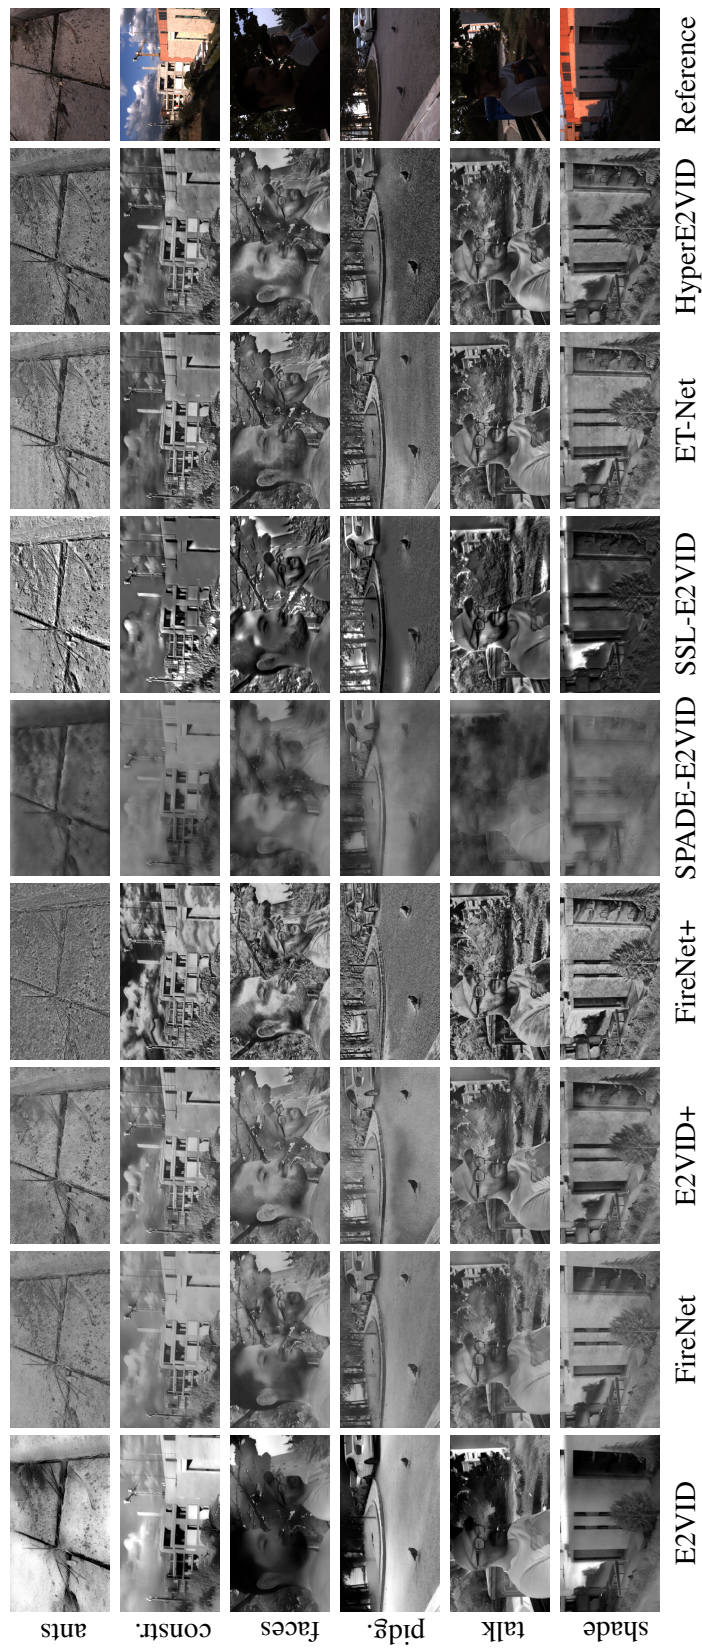 ants
constr.
faces
pidg.
talk
shade
E2VID
FireNet
E2VID+
FireNet+
SPADE-E2VID
SSL-E2VID
ET-Net
HyperE2VID
Reference